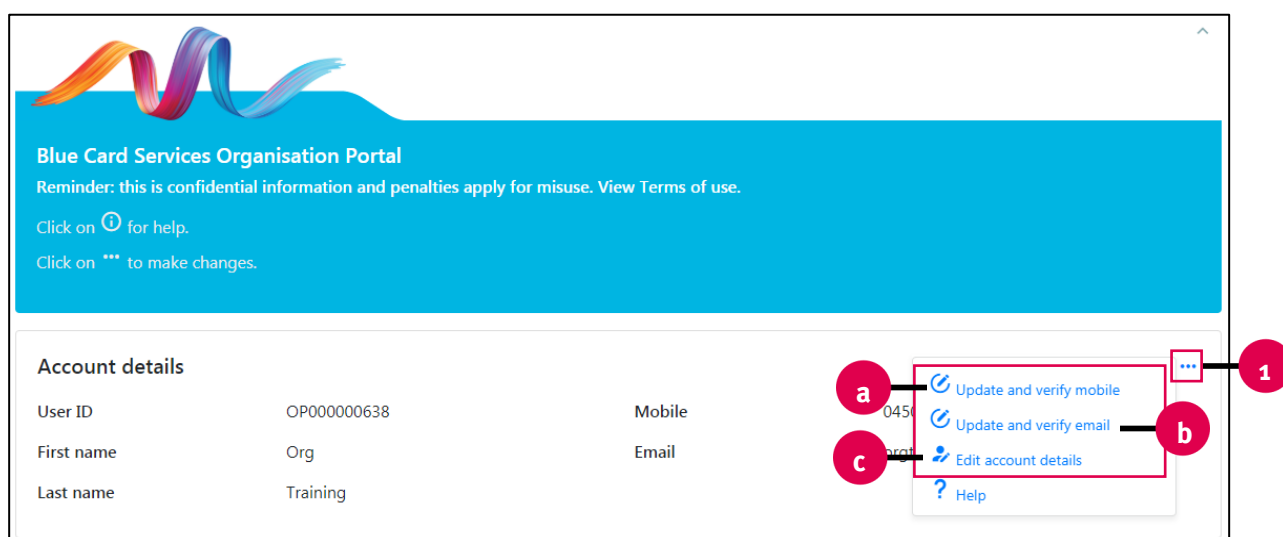 Blue Card Services Organisation Portal
Reminder: this is confidential information and penalties apply for misuse. View Terms of use.
Click on for help.
Click on ••• to make changes.
Account details
•••
1
User ID OP000000638 Mobile
a Update and verify mobile
Update and verify email b
First name Org Email
c Edit account details
Last name Training
? Help